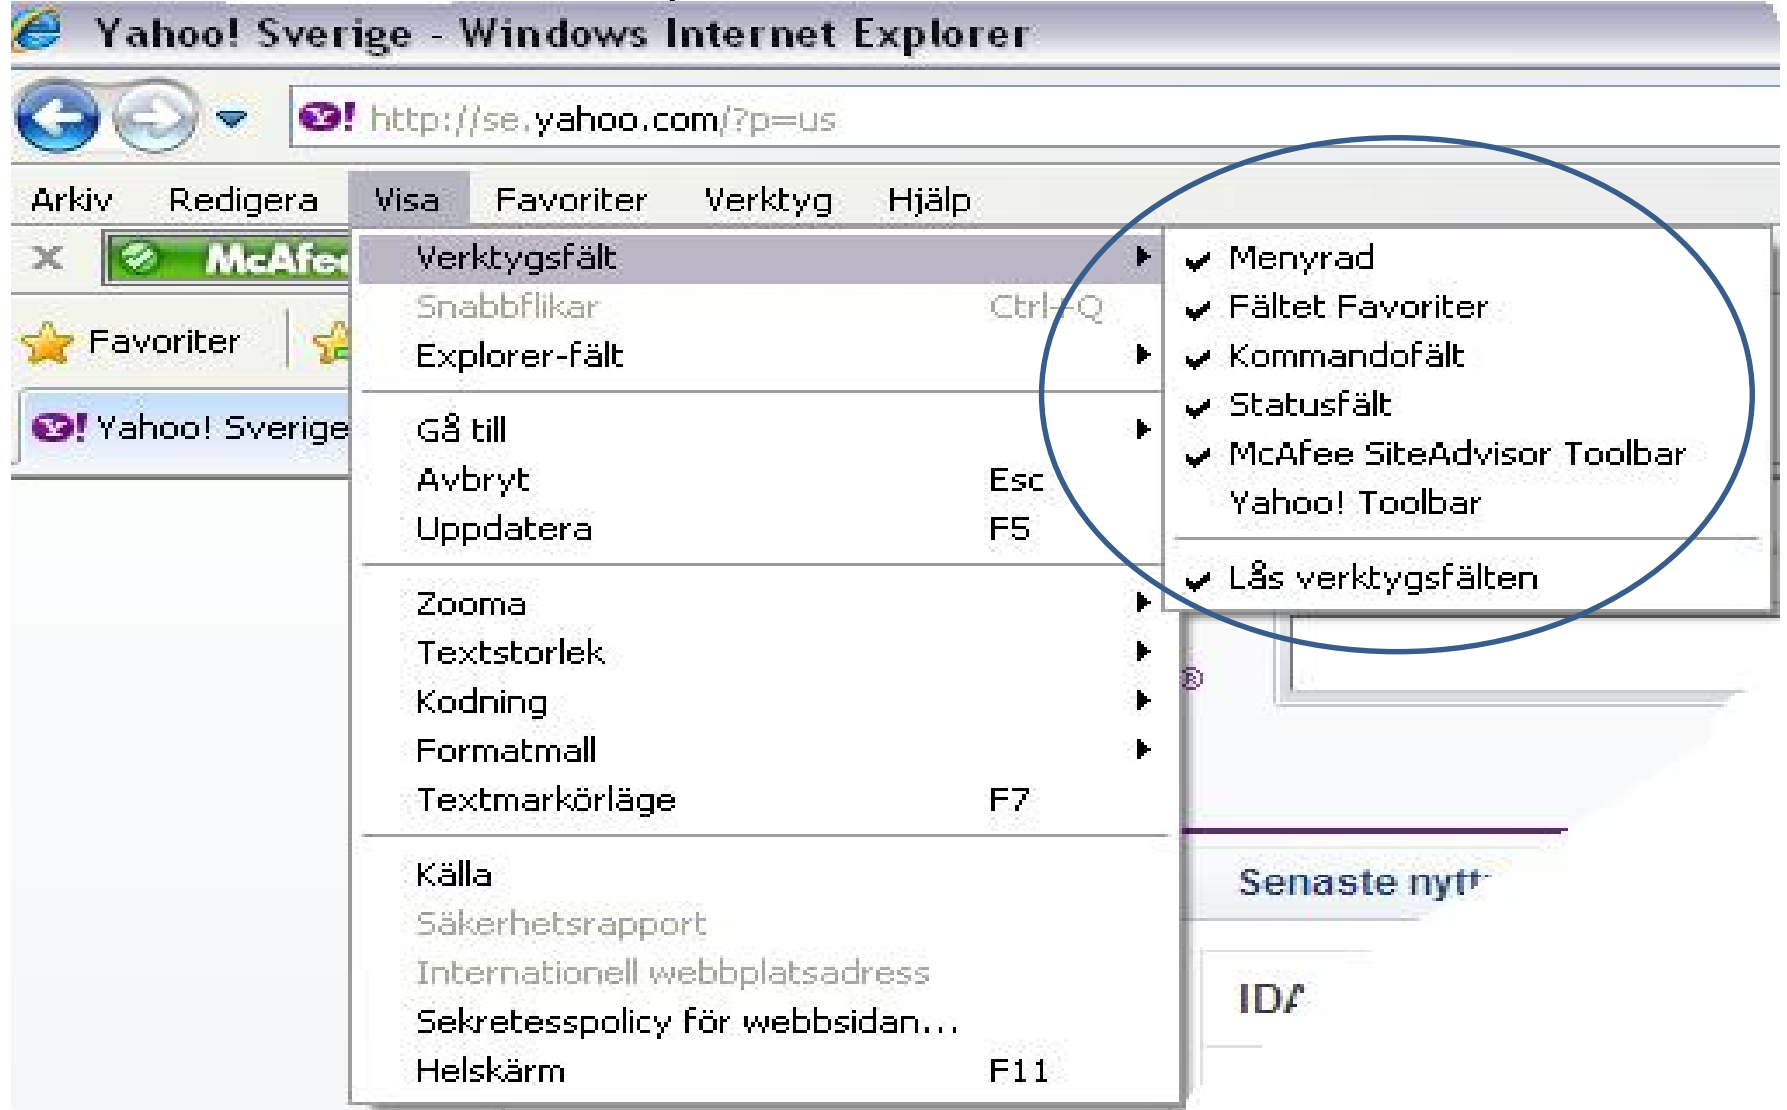 Yahoo! Sverige - Windows Internet Explorer
http://se.yahoo.com/?p=us
Arkiv Redigera Visa Favoriter Verktyg Hjälp
McAfee
Favoriter
Yahoo! Sverige
Verktygsfält
Snabbflikar Ctrl+Q
Explorer-fält
Gå till
Avbryt Esc
Uppdatera F5
Zooma
Textstorlek
Kodning
Formatmall
Textmarkörläge F7
Källa
Säkerhetsrapport
Internationell webbplatsadress
Sekretesspolicy för webbsidan...
Helskärm F11
Menyrad
Fältet Favoriter
Kommandofält
Statusfält
McAfee SiteAdvisor Toolbar
Yahoo! Toolbar
Lås verktygsfälten
®
Senaste nytt